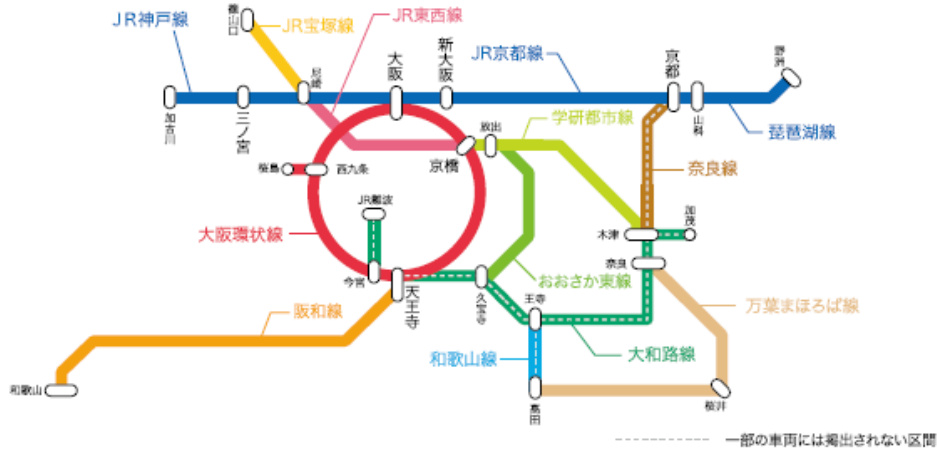 JR神戸線
篠山口
JR宝塚線
JR東西線
尼崎
大阪
新大阪
JR京都線
京都
野洲
加古川
三ノ宮
山科
琵琶湖線
放出
学研都市線
桜島
西九条
京橋
奈良線
JR難波
加茂
大阪環状線
木津
今宮
天王寺
久宝寺
おおさか東線
奈良
王寺
阪和線
万葉まほろば線
和歌山線
大和路線
和歌山
高田
桜井
一部の車両には掲出されない区間